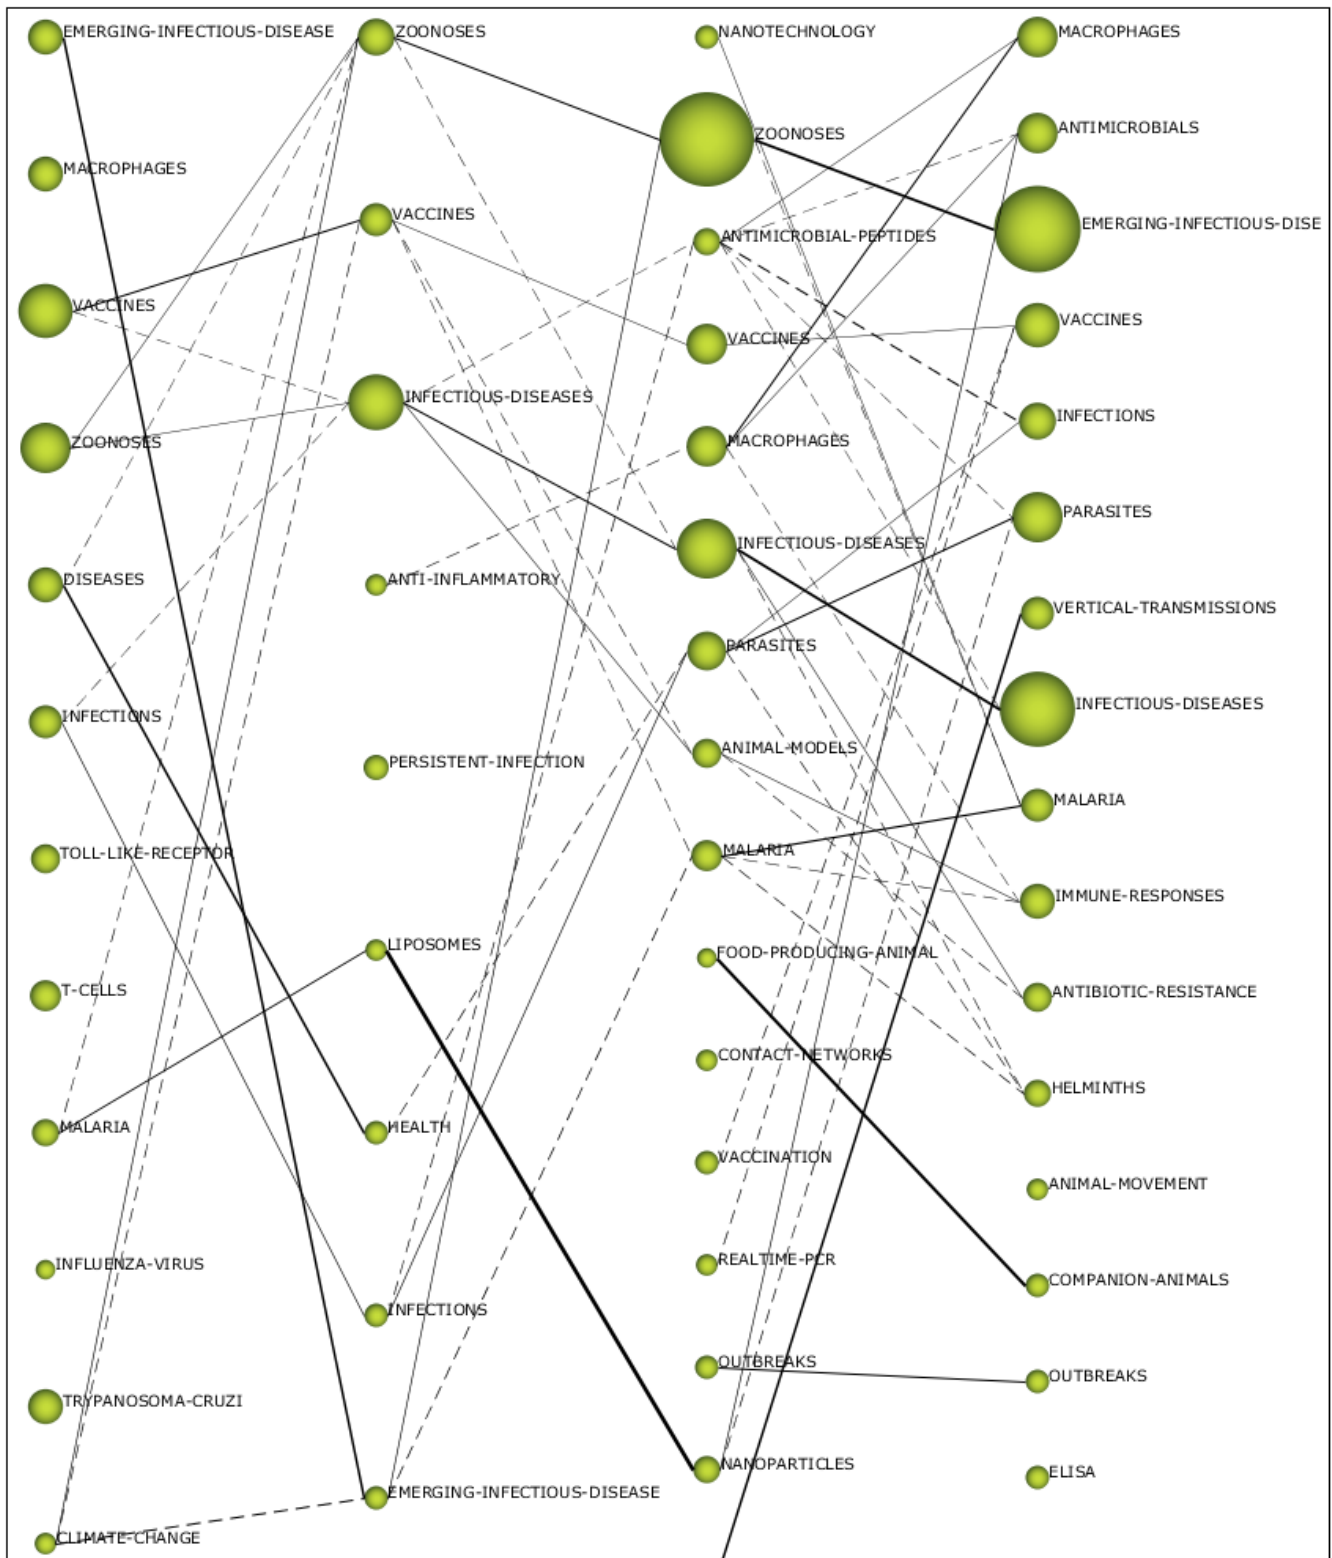 EMERGING-INFECTIOUS-DISEASE
MACROPHAGES
VACCINES
ZOONOSES
DISEASES
INFECTIONS
TOLL-LIKE-RECEPTOR
T-CELLS
MALARIA
INFLUENZA-VIRUS
TRYPANOSOMA-CRUZI
CLIMATE-CHANGE
ZOONOSES
VACCINES
INFECTIOUS-DISEASES
ANTI-INFLAMMATORY
PERSISTENT-INFECTION
LIPOSOMES
HEALTH
INFECTIONS
EMERGING-INFECTIOUS-DISEASE
NANOTECHNOLOGY
ZOONOSES
ANTIMICROBIAL-PEPTIDES
VACCINES
MACROPHAGES
INFECTIOUS-DISEASES
PARASITES
ANIMAL-MODELS
MALARIA
FOOD-PRODUCING-ANIMAL
CONTACT-NETWORKS
VACCINATION
REALTIME-PCR
OUTBREAKS
NANOPARTICLES
MACROPHAGES
ANTIMICROBIALS
EMERGING-INFECTIOUS-DISE
VACCINES
INFECTIONS
PARASITES
VERTICAL-TRANSMISSIONS
INFECTIOUS-DISEASES
MALARIA
IMMUNE-RESPONSES
ANTIBIOTIC-RESISTANCE
HELMINTHS
ANIMAL-MOVEMENT
COMPANION-ANIMALS
OUTBREAKS
ELISA